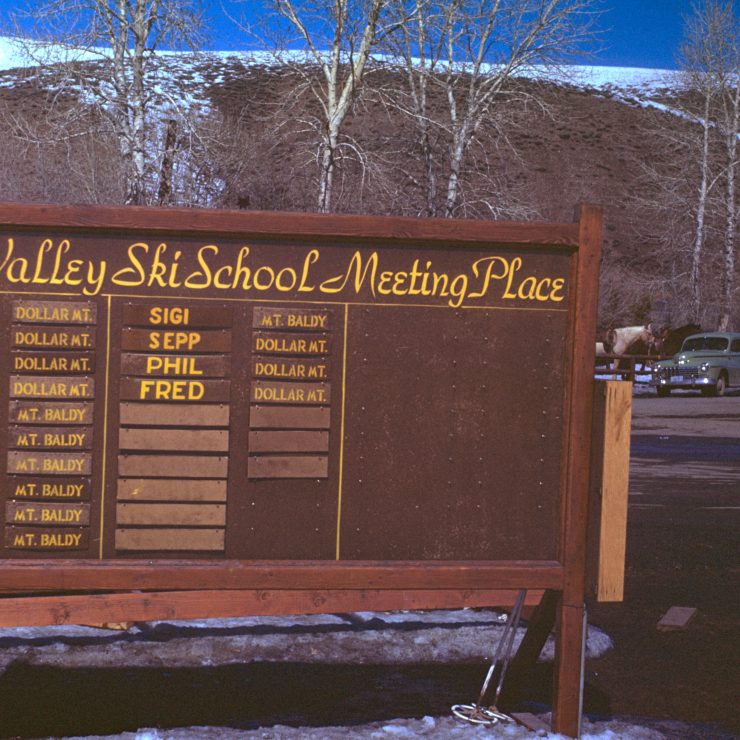 Valley Ski School Meeting Place
DOLLAR MT. SIGI MT. BALDY
DOLLAR MT. SEPP DOLLAR MT.
DOLLAR MT. PHIL DOLLAR MT.
DOLLAR MT. FRED DOLLAR MT.
MT. BALDY
MT. BALDY
MT. BALDY
MT. BALDY
MT. BALDY
MT. BALDY